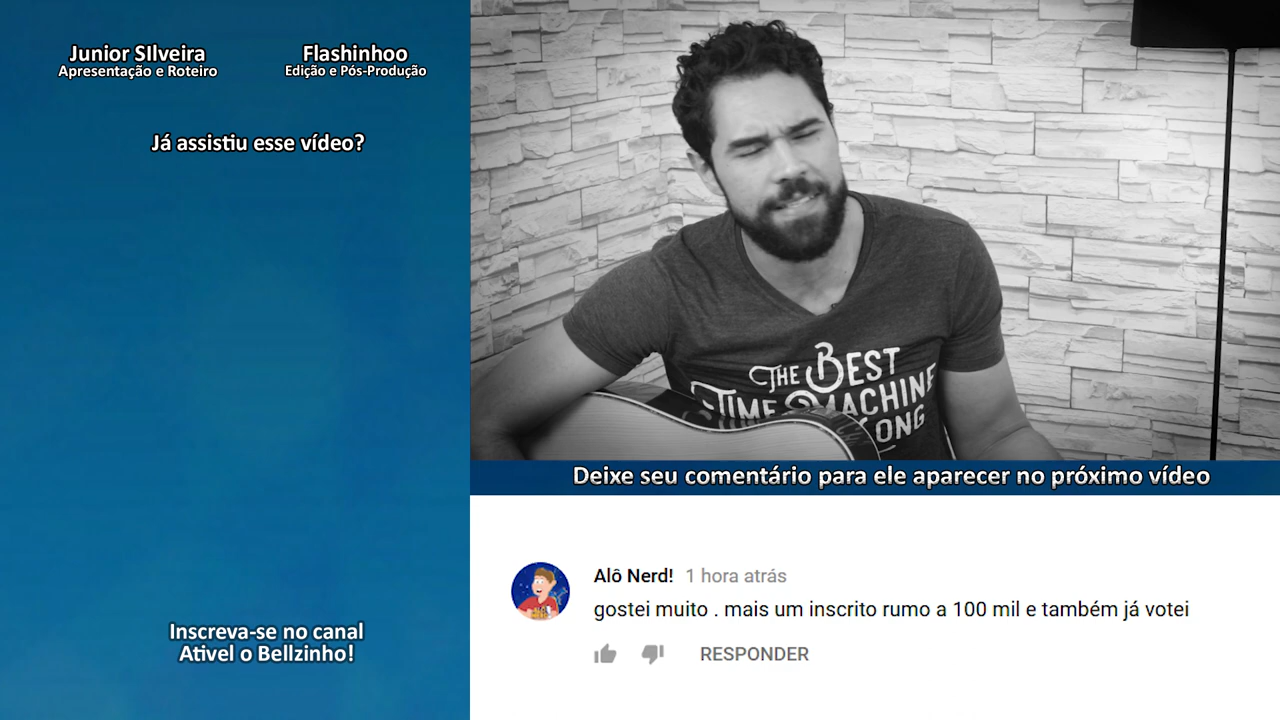 Junior SIlveira
Apresentação e Roteiro
Flashinhoo
Edição e Pós-Produção
Já assistiu esse vídeo?
THE BEST
TIME MACHINE
Deixe seu comentário para ele aparecer no próximo vídeo
Alô Nerd! 1 hora atrás
gostei muito . mais um inscrito rumo a 100 mil e também já votei
RESPONDER
Inscreva-se no canal
Ativel o Bellzinho!